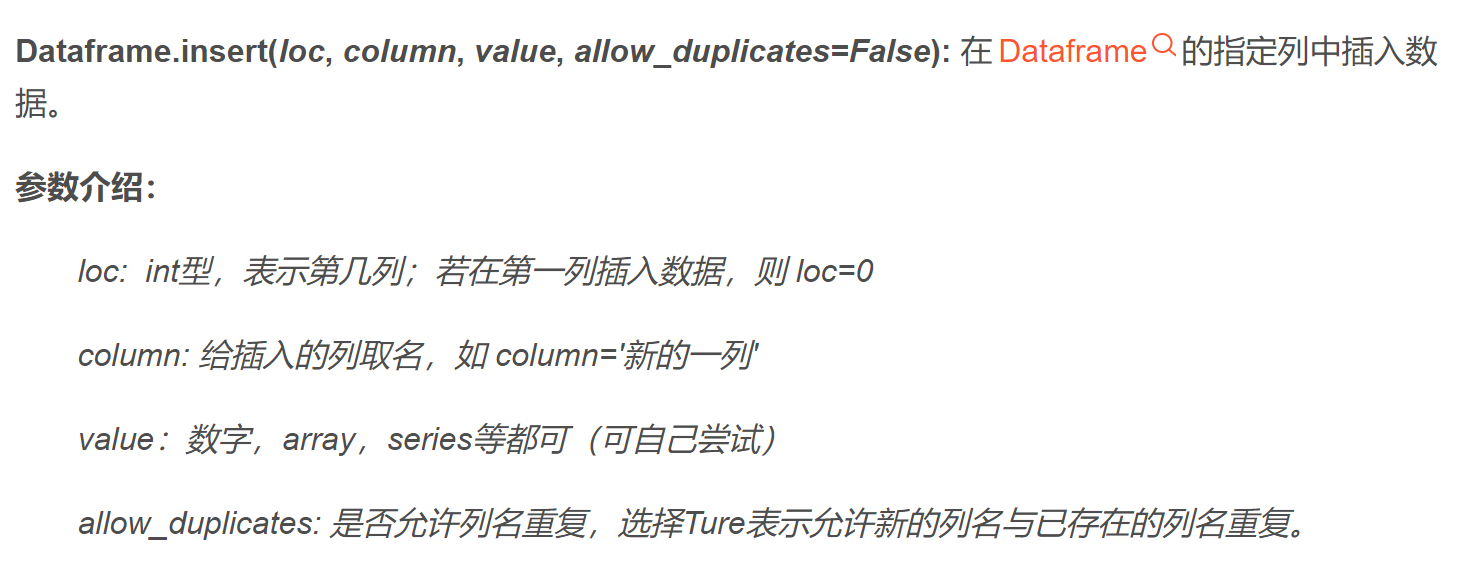 Dataframe.insert(loc, column, value, allow_duplicates=False): 在 Dataframe 的指定列中插入数
据。
参数介绍：
loc: int型，表示第几列；若在第一列插入数据，则 loc=0
column: 给插入的列取名，如 column='新的一列'
value：数字，array，series等都可（可自己尝试）
allow_duplicates: 是否允许列名重复，选择Ture表示允许新的列名与已存在的列名重复。